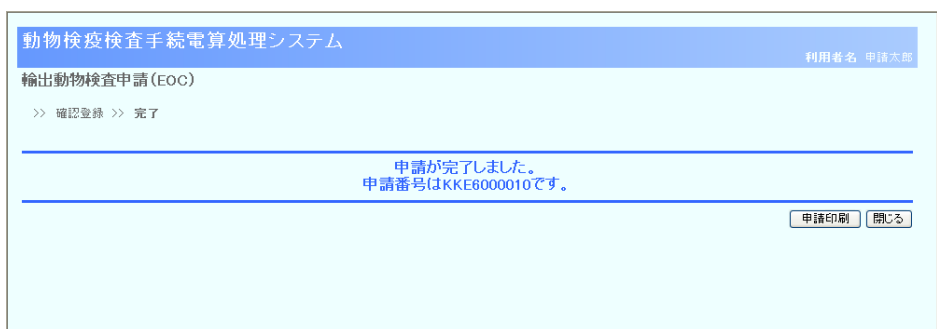 動物検疫検査手続電算処理システム
利用者名 申請太郎
輸出動物検査申請(EOC)
>> 確認登録 >> 完了
申請が完了しました。
申請番号はKKE6000010です。
申請印刷 閉じる